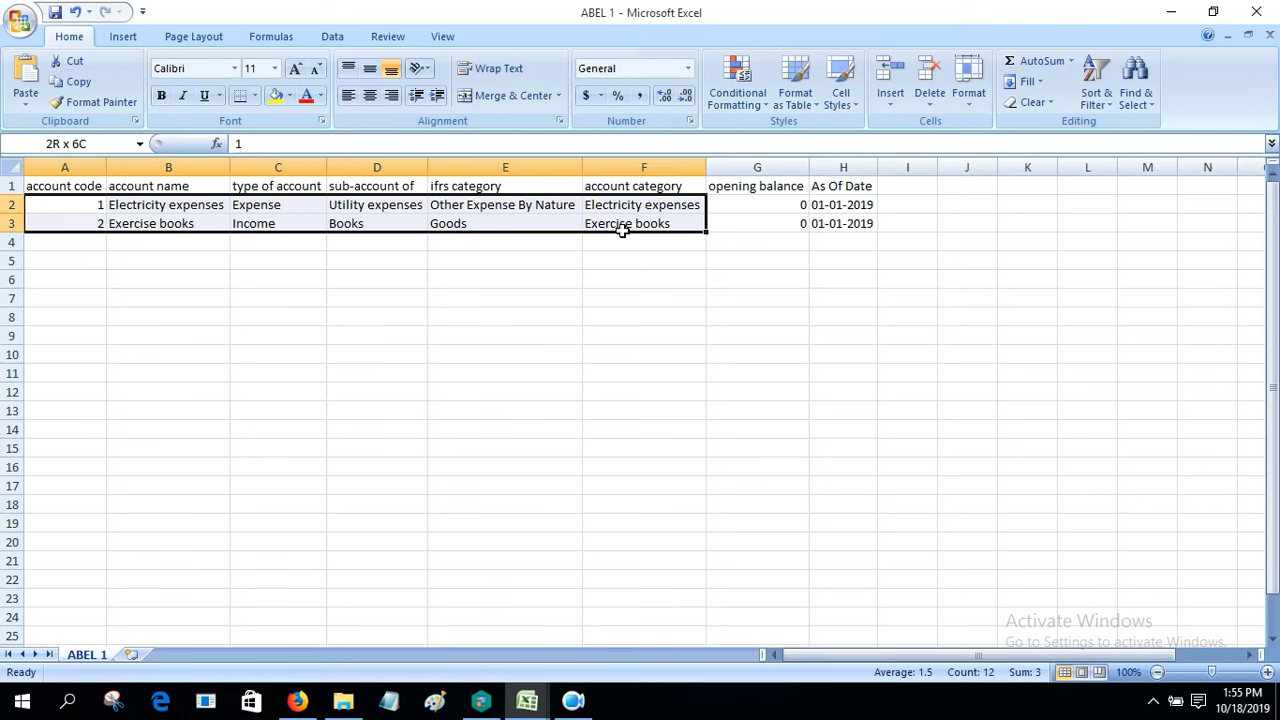 ABEL 1 - Microsoft Excel
Home Insert Page Layout Formulas Data Review View
Cut
Copy
Format Painter
Paste
Clipboard
Calibri 11
B I U
Font
Wrap Text
Merge & Center
Alignment
General
$ % ,
Number
Conditional Formatting
Format as Table
Cell Styles
Styles
Insert Delete Format
Cells
AutoSum
Fill
Clear
Sort & Filter
Find & Select
Editing
2R x 6C fx 1
A B C D E F G H I J K L M N
1 account code account name type of account sub-account of ifrs category account category opening balance As Of Date
2 1 Electricity expenses Expense Utility expenses Other Expense By Nature Electricity expenses 0 01-01-2019
3 2 Exercise books Income Books Goods Exercise books 0 01-01-2019
4
5
6
7
8
9
10
11
12
13
14
15
16
17
18
19
20
21
22
23
24
25
Activate Windows
Go to Settings to activate Windows.
ABEL 1
Ready Average: 1.5 Count: 12 Sum: 3 100%
1:55 PM
10/18/2019